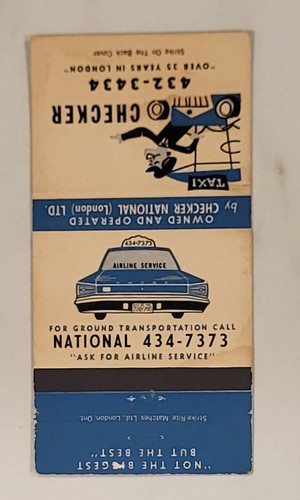 Strike On The Back Cover
"OVER 35 YEARS IN LONDON"
432-3434
CHECKER
TAXI
OWNED AND OPERATED
by CHECKER NATIONAL (London) LTD.
434-7373
AIRLINE SERVICE
FOR GROUND TRANSPORTATION CALL
NATIONAL 434-7373
"ASK FOR AIRLINE SERVICE"
Strike Rite Matches Ltd., London, Ont.
"NOT THE BIGGEST
BUT THE BEST"